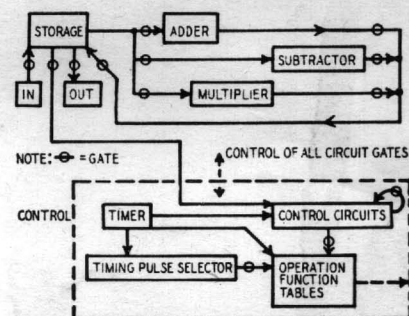 STORAGE
ADDER
SUBTRACTOR
IN
OUT
MULTIPLIER
NOTE: = GATE
CONTROL OF ALL CIRCUIT GATES
CONTROL
TIMER
CONTROL CIRCUITS
TIMING PULSE SELECTOR
OPERATION
FUNCTION
TABLES